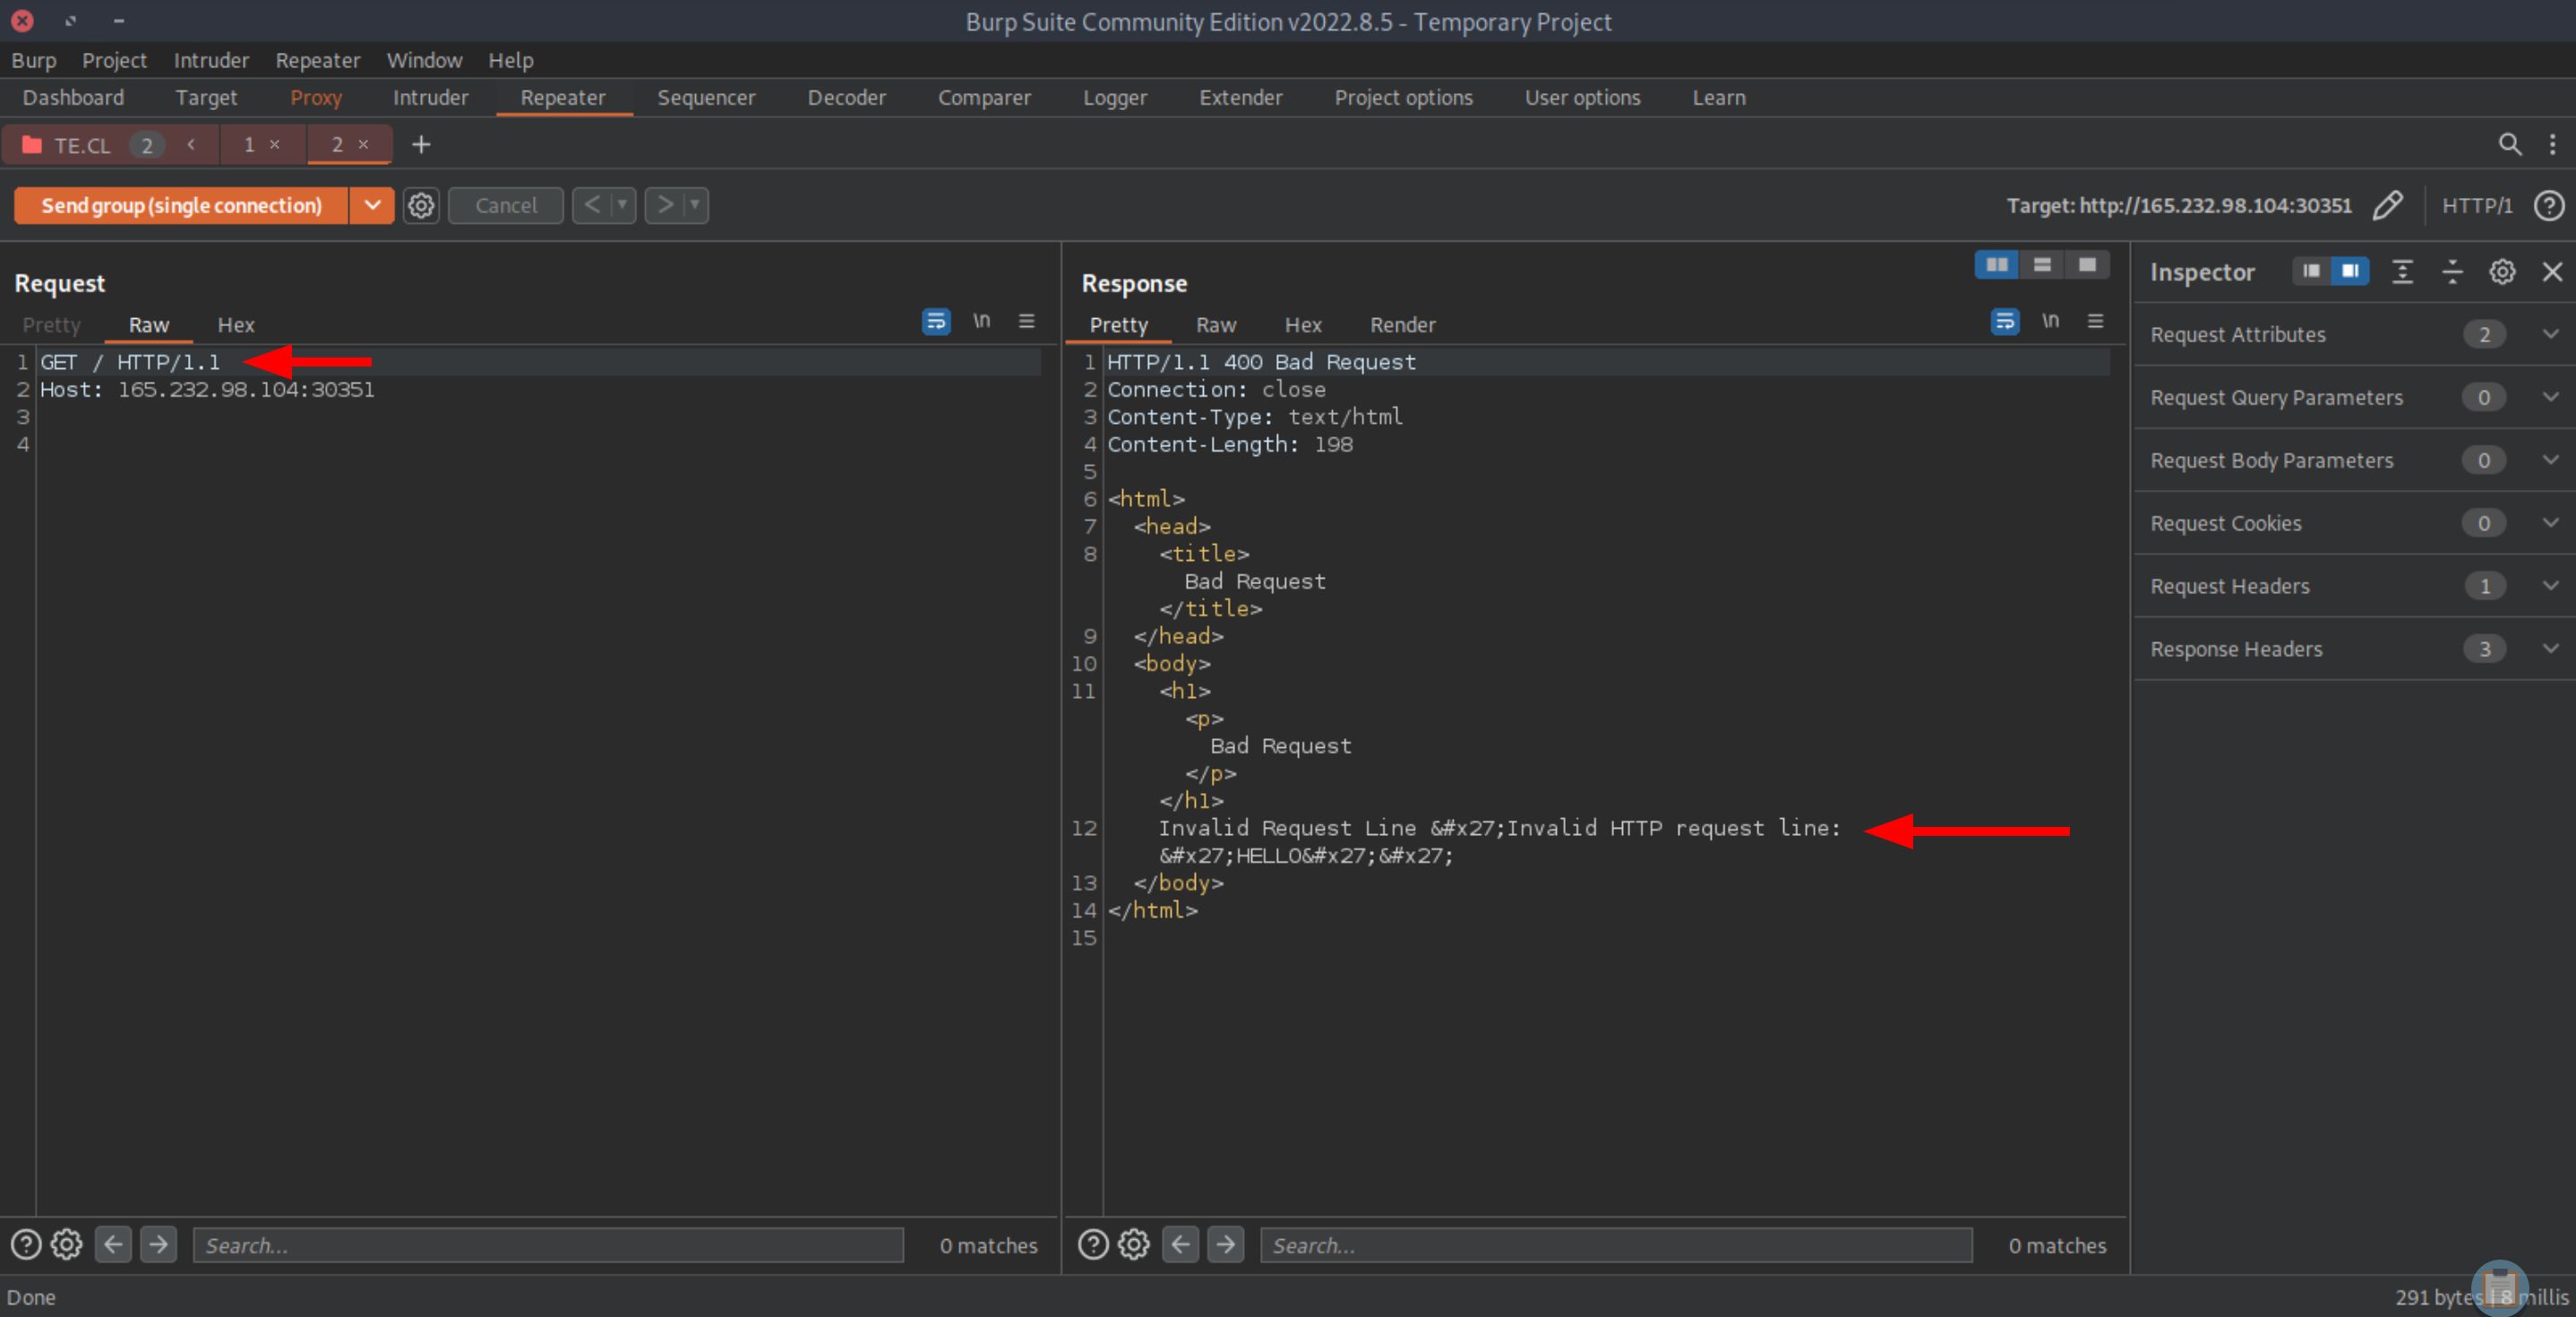 Burp Suite Community Edition v2022.8.5 - Temporary Project
Burp Project Intruder Repeater Window Help
Dashboard Target Proxy Intruder Repeater Sequencer Decoder Comparer Logger Extender Project options User options Learn
TE.CL 2 < 1 × 2 × +
Send group (single connection) Cancel < > Target: http://165.232.98.104:30351 HTTP/1 ?
Request
Pretty Raw Hex \n
1 GET / HTTP/1.1
2 Host: 165.232.98.104:30351
3
4
Search... 0 matches
Response
Pretty Raw Hex Render \n
1 HTTP/1.1 400 Bad Request
2 Connection: close
3 Content-Type: text/html
4 Content-Length: 198
5
6 <html>
7 <head>
8 <title>
Bad Request
</title>
9 </head>
10 <body>
11 <h1>
<p>
Bad Request
</p>
</h1>
12 Invalid Request Line &#x27;Invalid HTTP request line:
&#x27;HELLO&#x27;&#x27;
13 </body>
14 </html>
15
Search... 0 matches
Inspector
Request Attributes 2
Request Query Parameters 0
Request Body Parameters 0
Request Cookies 0
Request Headers 1
Response Headers 3
Done
291 bytes | 8 millis